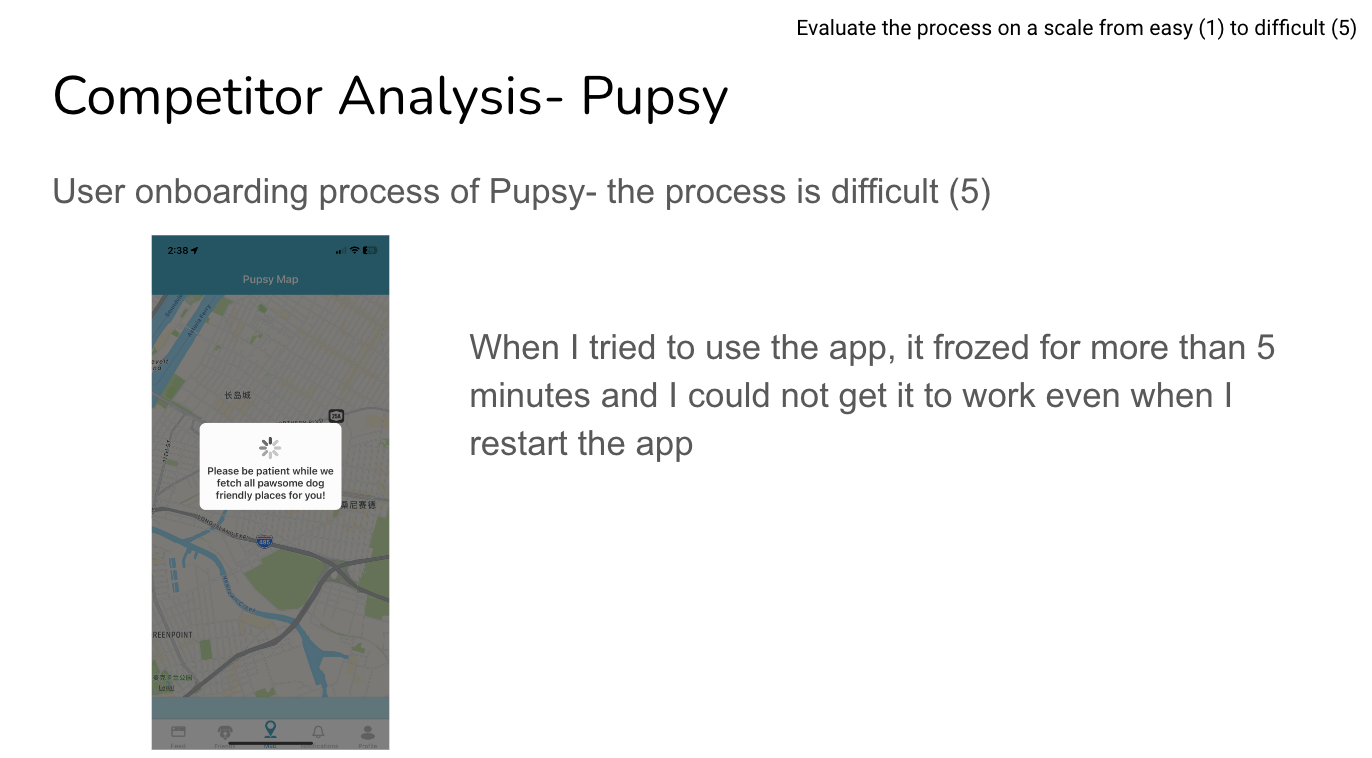 Evaluate the process on a scale from easy (1) to difficult (5)
Competitor Analysis- Pupsy
User onboarding process of Pupsy- the process is difficult (5)
2:38
Pupsy Map
长岛城
25A
When I tried to use the app, it frozed for more than 5
minutes and I could not get it to work even when I
restart the app
Please be patient while we
fetch all pawsome dog
friendly places for you!
桑尼赛德
495
REENPOINT
Legal
Feed
Map
Profile